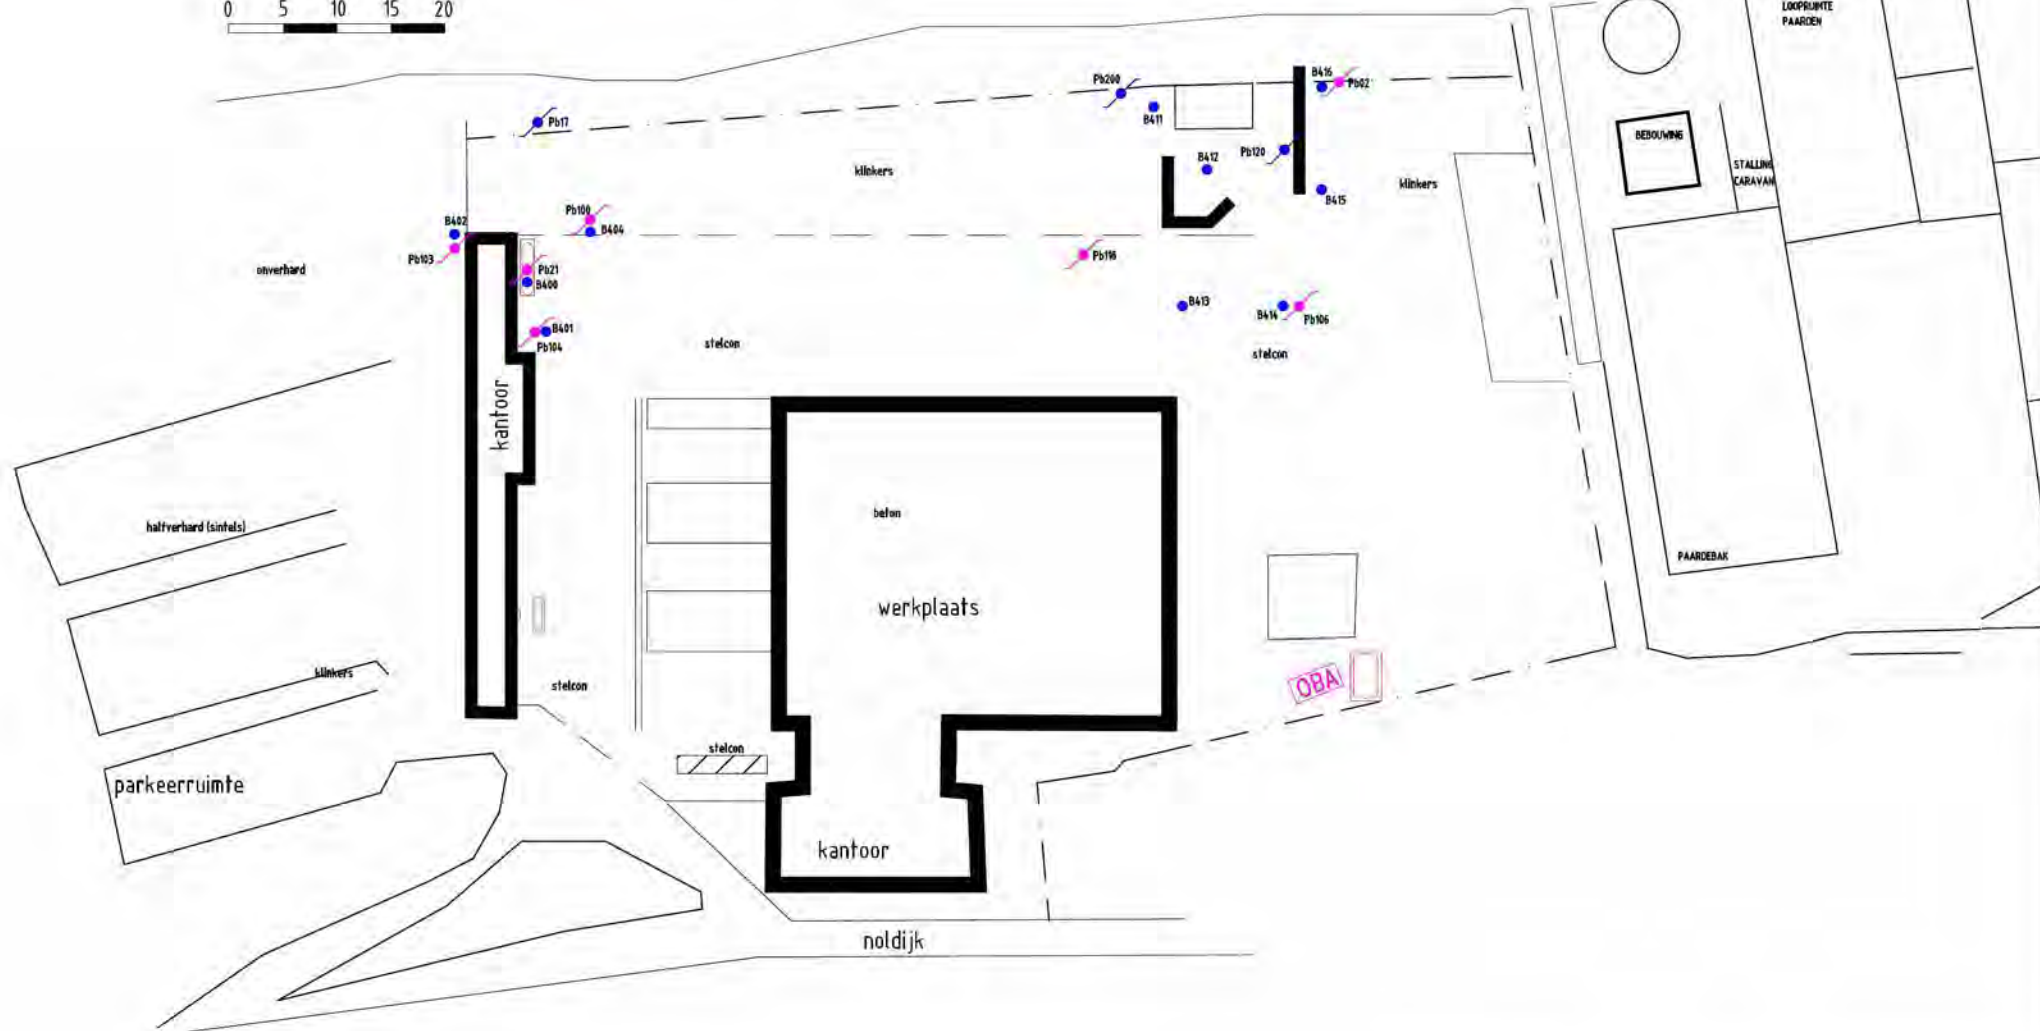 0 5 10 15 20
LOOPRUIMTE
PAARDEN
B416
Pb02
Pb200
B411
Pb17
Pb120
B412
BEBOUWING
klinkers
klinkers
STALLING
CARAVAN
B415
Pb100
B402
B404
Pb103
Pb116
onverhard
Pb21
B400
B413
B414
Pb106
B401
Pb104
stelcon
stelcon
kantoor
beton
halfverhard (sintels)
PAARDEBAK
werkplaats
klinkers
stelcon
OBA
stelcon
parkeerruimte
kantoor
noldijk